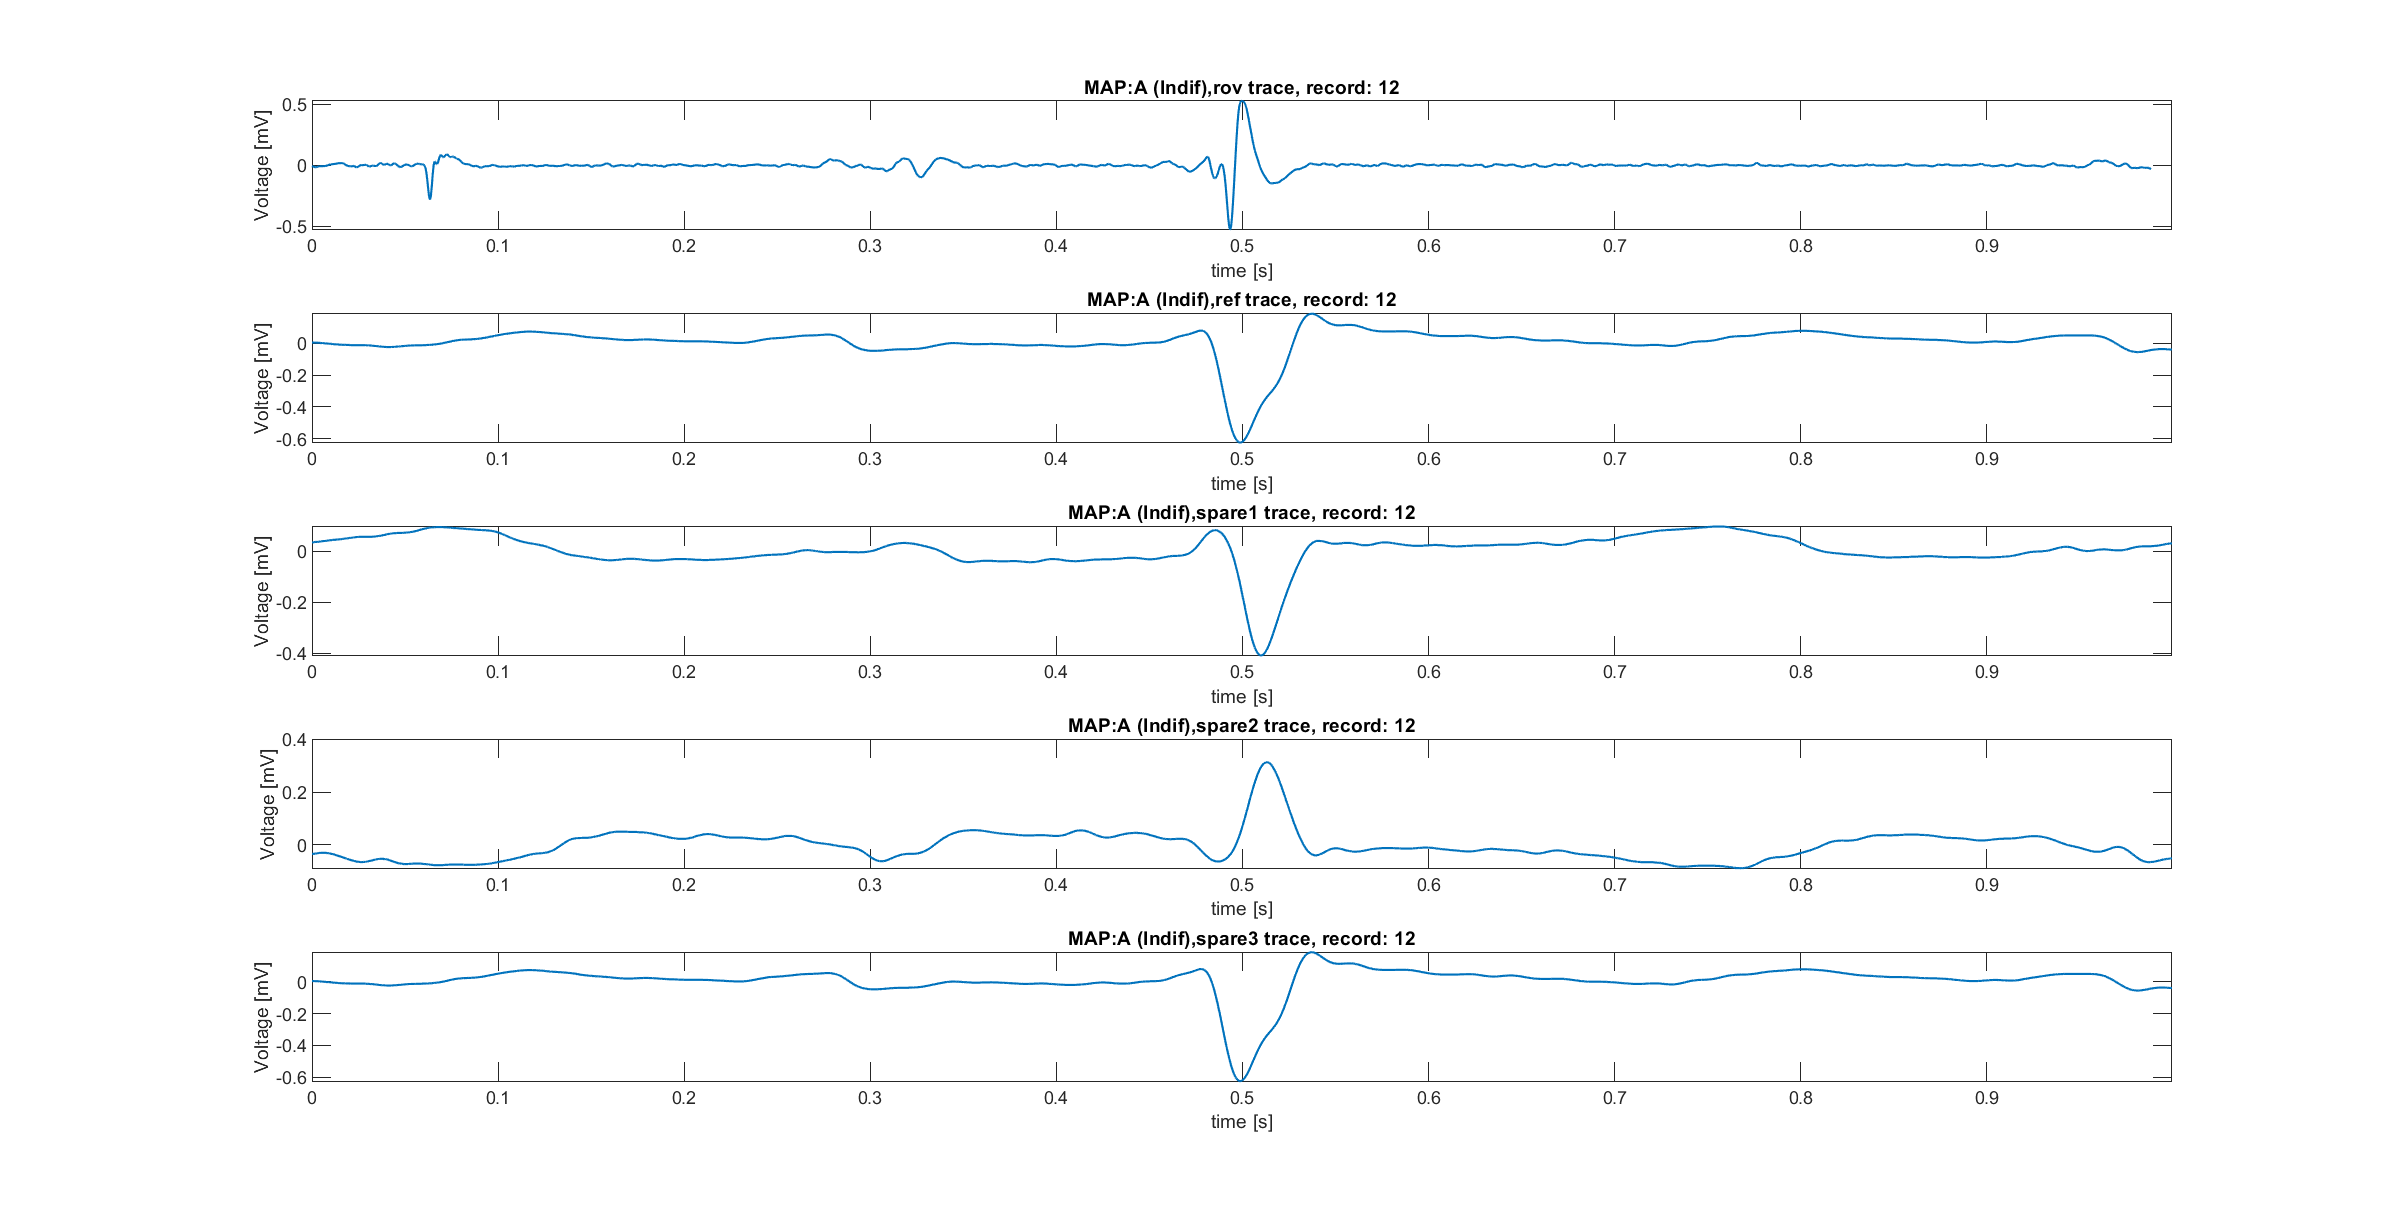 MAP:A (Indif),rov trace, record: 12
Voltage [mV]
0.5
0
-0.5
0 0.1 0.2 0.3 0.4 0.5 0.6 0.7 0.8 0.9
time [s]
MAP:A (Indif),ref trace, record: 12
Voltage [mV]
0
-0.2
-0.4
-0.6
0 0.1 0.2 0.3 0.4 0.5 0.6 0.7 0.8 0.9
time [s]
MAP:A (Indif),spare1 trace, record: 12
Voltage [mV]
0
-0.2
-0.4
0 0.1 0.2 0.3 0.4 0.5 0.6 0.7 0.8 0.9
time [s]
MAP:A (Indif),spare2 trace, record: 12
Voltage [mV]
0.4
0.2
0
0 0.1 0.2 0.3 0.4 0.5 0.6 0.7 0.8 0.9
time [s]
MAP:A (Indif),spare3 trace, record: 12
Voltage [mV]
0
-0.2
-0.4
-0.6
0 0.1 0.2 0.3 0.4 0.5 0.6 0.7 0.8 0.9
time [s]